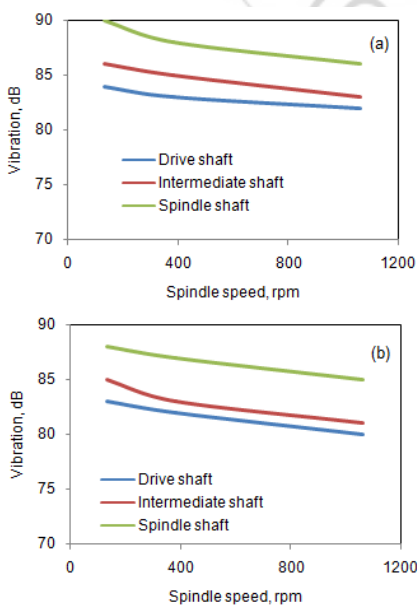 90
(a)
85
80
75
70
Vibration, dB
Drive shaft
Intermediate shaft
Spindle shaft
0
400
800
1200
Spindle speed, rpm
90
(b)
85
80
75
70
Vibration, dB
Drive shaft
Intermediate shaft
Spindle shaft
0
400
800
1200
Spindle speed, rpm